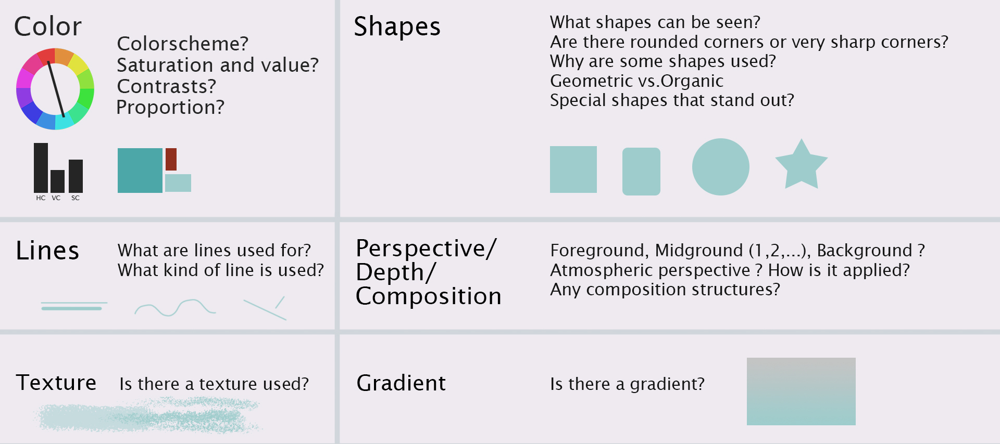 Color
Colorscheme?
Saturation and value?
Contrasts?
Proportion?
HC VC SC
Shapes
What shapes can be seen?
Are there rounded corners or very sharp corners?
Why are some shapes used?
Geometric vs.Organic
Special shapes that stand out?
Lines
What are lines used for?
What kind of line is used?
Perspective/
Depth/
Composition
Foreground, Midground (1,2,...), Background ?
Atmospheric perspective ? How is it applied?
Any composition structures?
Texture
Is there a texture used?
Gradient
Is there a gradient?